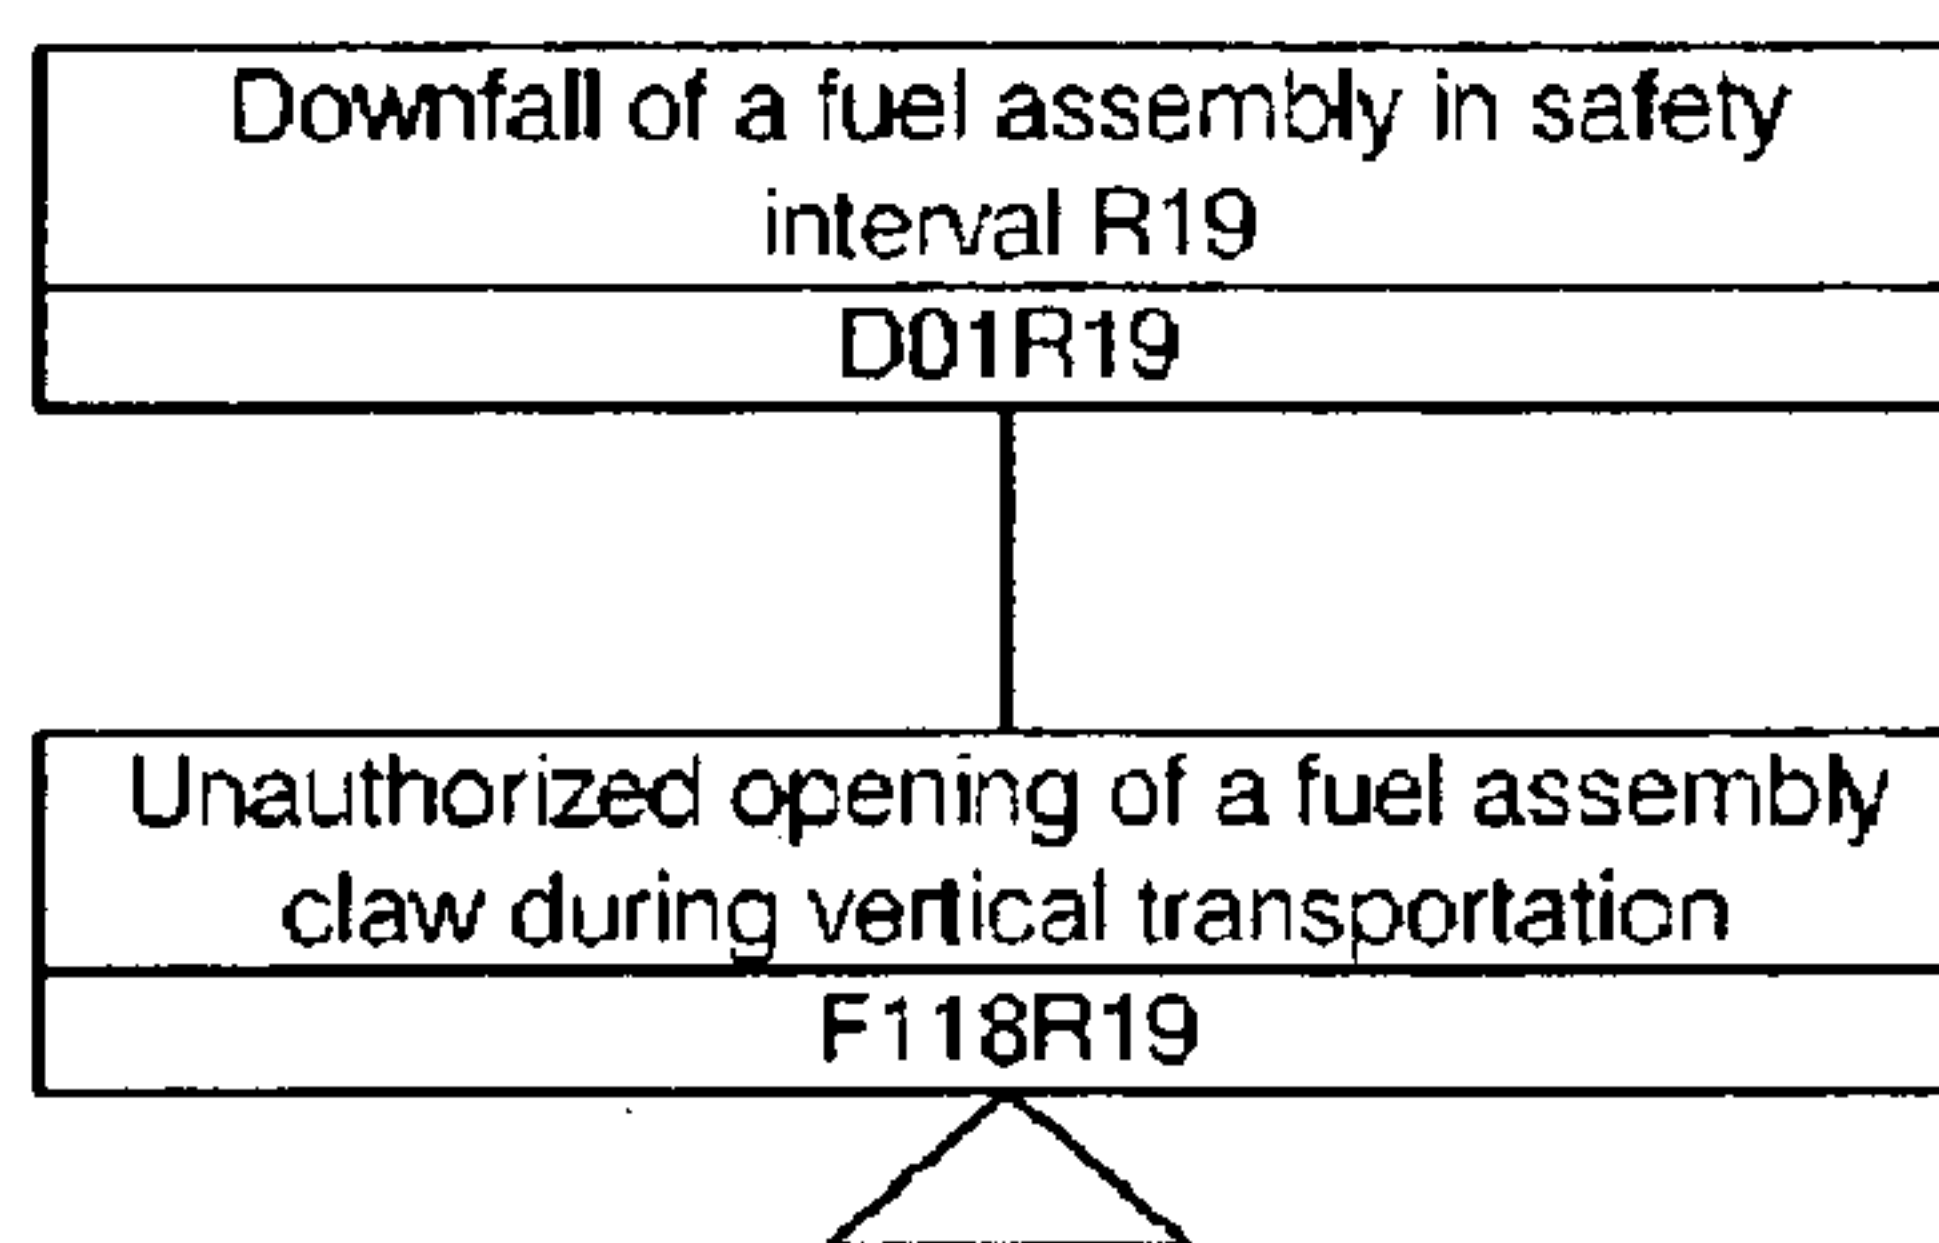 Downfall of a fuel assembly in safety
interval R19
D01R19
Unauthorized opening of a fuel assembly
claw during vertical transportation
F118R19